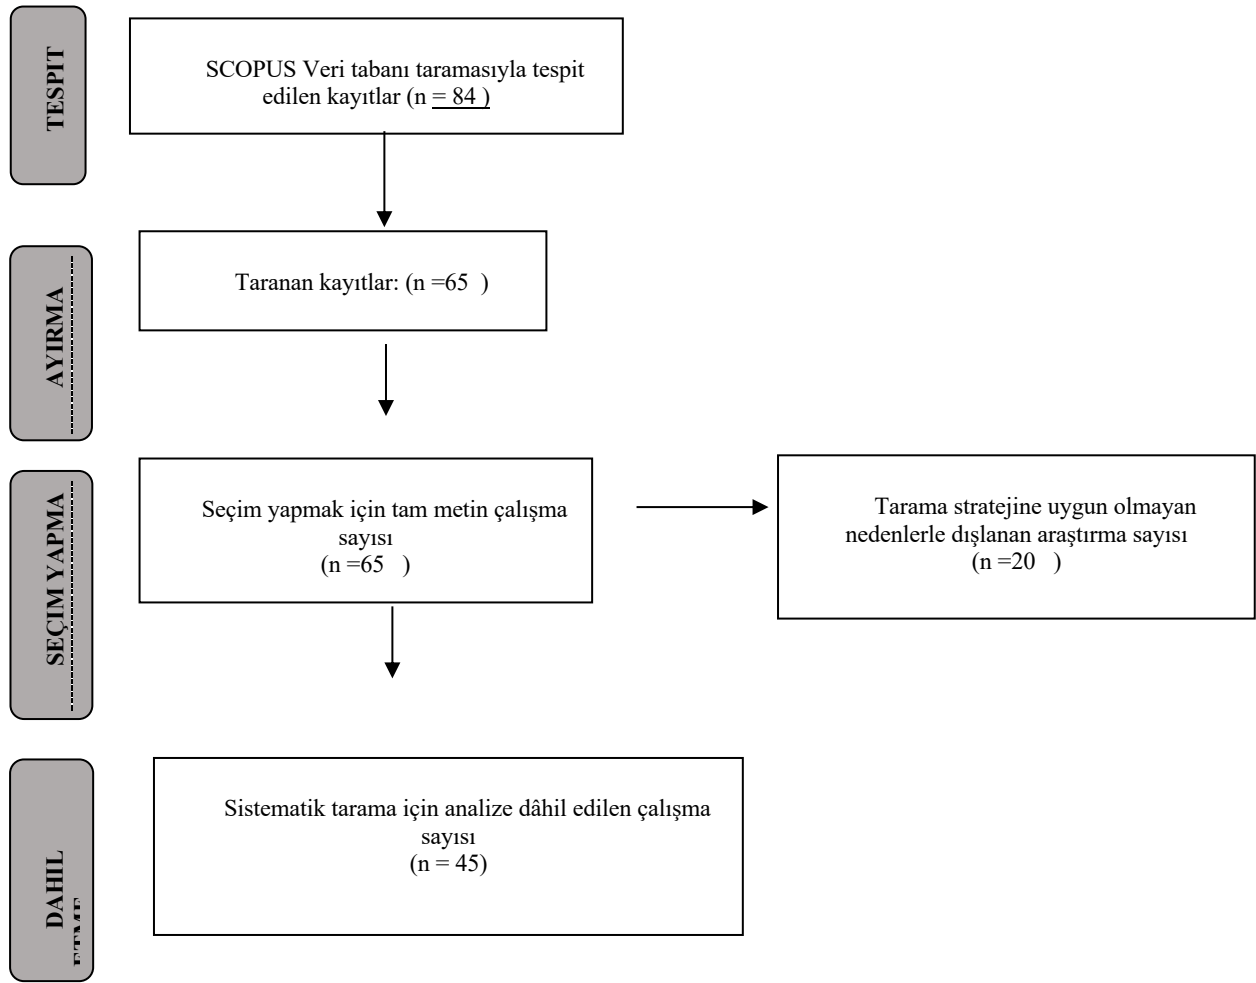 TESPIT
SCOPUS Veri tabanı taramasıyla tespit
edilen kayıtlar (n = 84 )
AYIRMA
Taranan kayıtlar: (n =65 )
SEÇIM YAPMA
Seçim yapmak için tam metin çalışma
sayısı
(n =65 )
Tarama stratejine uygun olmayan
nedenlerle dışlanan araştırma sayısı
(n =20 )
DAHIL
Sistematik tarama için analize dâhil edilen çalışma
sayısı
(n = 45)